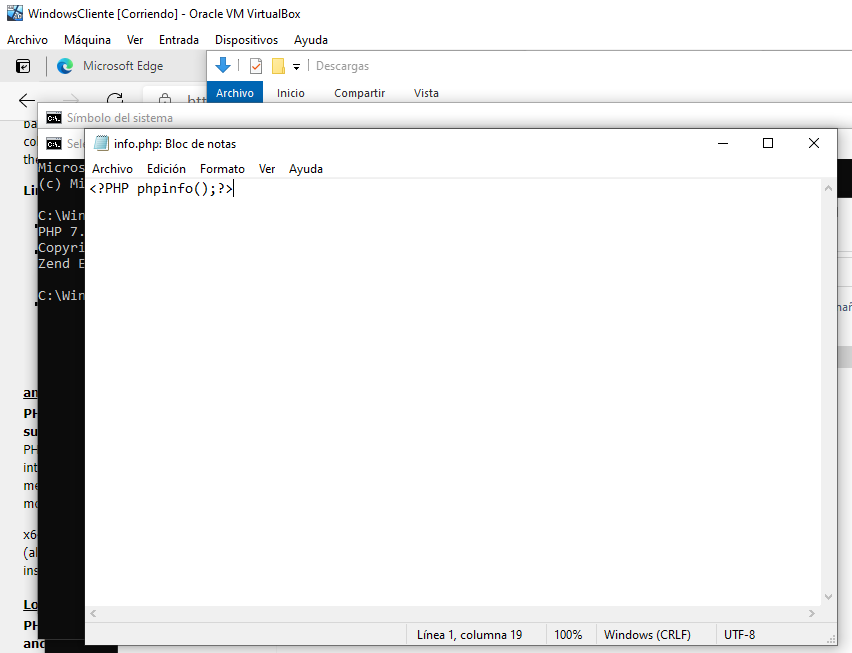 WindowsCliente [Corriendo] - Oracle VM VirtualBox
Archivo Máquina Ver Entrada Dispositivos Ayuda
Microsoft Edge
Descargas
Archivo Inicio Compartir Vista
Símbolo del sistema
info.php: Bloc de notas
Archivo Edición Formato Ver Ayuda
<?PHP phpinfo();?>
Micros
(c) Mi
C:\Win
PHP 7.
Copyri
Zend E
C:\Win
Línea 1, columna 19 100% Windows (CRLF) UTF-8